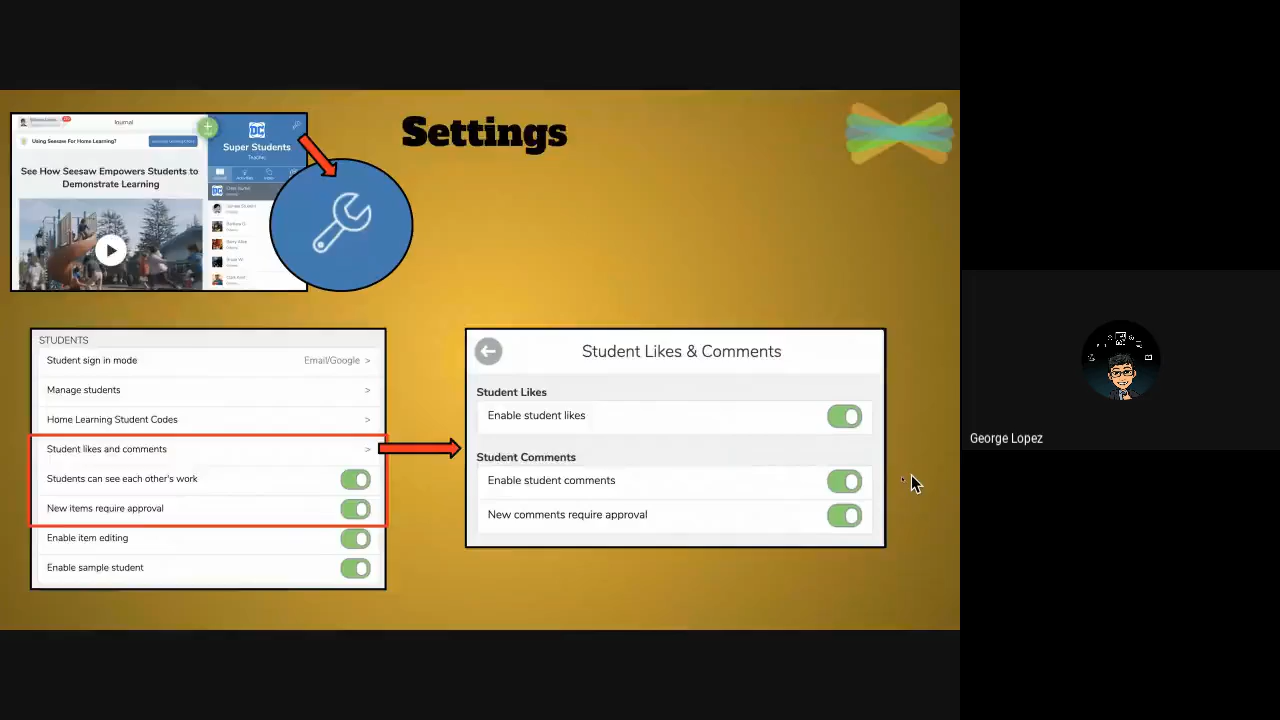 Settings
Journal
Using Seesaw For Home Learning?
See How Seesaw Empowers Students to
Demonstrate Learning
DC
Super Students
Teacher
DC
STUDENTS
Student sign in mode Email/Google >
Manage students >
Home Learning Student Codes >
Student likes and comments >
Students can see each other's work
New items require approval
Enable item editing
Enable sample student
Student Likes & Comments
Student Likes
Enable student likes
Student Comments
Enable student comments
New comments require approval
George Lopez